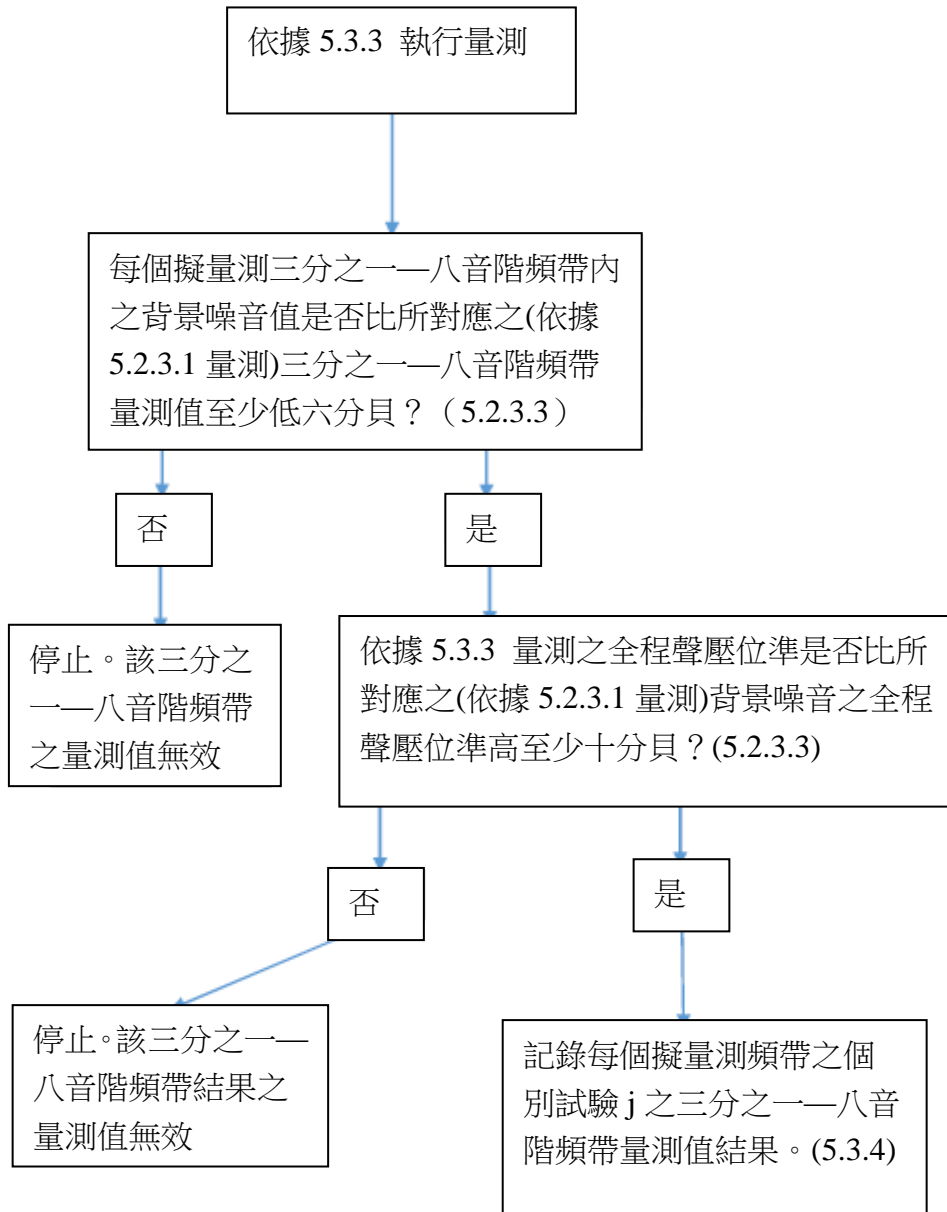 依據 5.3.3 執行量測
每個擬量測三分之一—八音階頻帶內
之背景噪音值是否比所對應之(依據
5.2.3.1 量測)三分之一—八音階頻帶
量測值至少低六分貝？（5.2.3.3）
否
是
停止。該三分之
一—八音階頻帶
之量測值無效
依據 5.3.3 量測之全程聲壓位準是否比所
對應之(依據 5.2.3.1 量測)背景噪音之全程
聲壓位準高至少十分貝？(5.2.3.3)
否
是
停止。該三分之一—
八音階頻帶結果之
量測值無效
記錄每個擬量測頻帶之個
別試驗 j 之三分之一—八音
階頻帶量測值結果。(5.3.4)